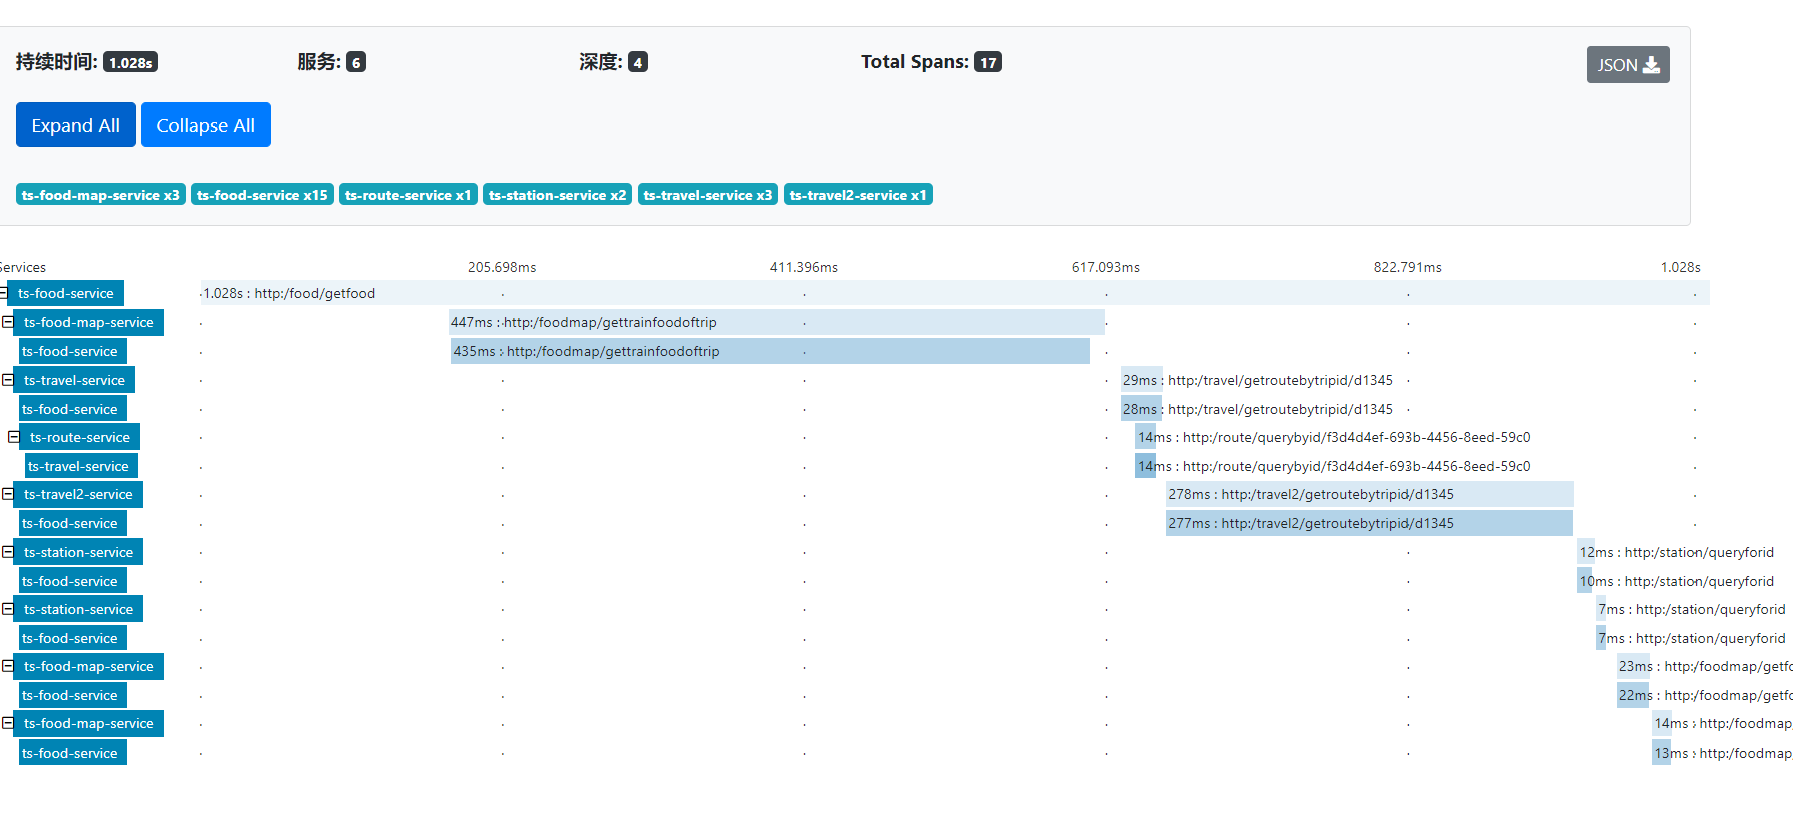 持续时间: 1.028s 服务: 6 深度: 4 Total Spans: 17 JSON
Expand All Collapse All
ts-food-map-service x3 ts-food-service x15 ts-route-service x1 ts-station-service x2 ts-travel-service x3 ts-travel2-service x1
Services 205.698ms 411.396ms 617.093ms 822.791ms 1.028s
ts-food-service 1.028s : http:/food/getfood
ts-food-map-service 447ms : http:/foodmap/gettrainfoodoftrip
ts-food-service 435ms : http:/foodmap/gettrainfoodoftrip
ts-travel-service 29ms : http:/travel/getroutebytripid/d1345
ts-food-service 28ms : http:/travel/getroutebytripid/d1345
ts-route-service 14ms : http:/route/querybyid/f3d4d4ef-693b-4456-8eed-59c0
ts-travel-service 14ms : http:/route/querybyid/f3d4d4ef-693b-4456-8eed-59c0
ts-travel2-service 278ms : http:/travel2/getroutebytripid/d1345
ts-food-service 277ms : http:/travel2/getroutebytripid/d1345
ts-station-service 12ms : http:/station/queryforid
ts-food-service 10ms : http:/station/queryforid
ts-station-service 7ms : http:/station/queryforid
ts-food-service 7ms : http:/station/queryforid
ts-food-map-service 23ms : http:/foodmap/getfo
ts-food-service 22ms : http:/foodmap/getfo
ts-food-map-service 14ms : http:/foodmap
ts-food-service 13ms : http:/foodmap